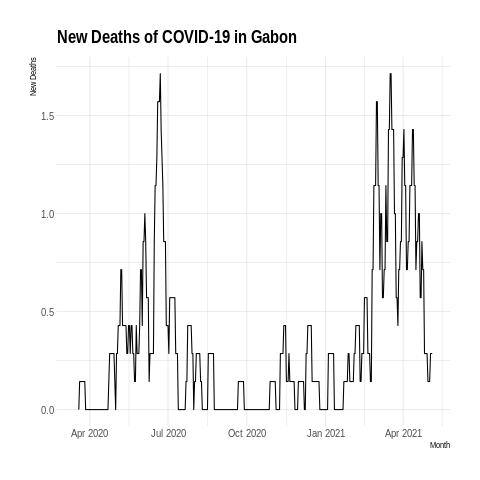 New Deaths of COVID-19 in Gabon
New Deaths
1.5
1.0
0.5
0.0
Apr 2020 Jul 2020 Oct 2020 Jan 2021 Apr 2021
Month